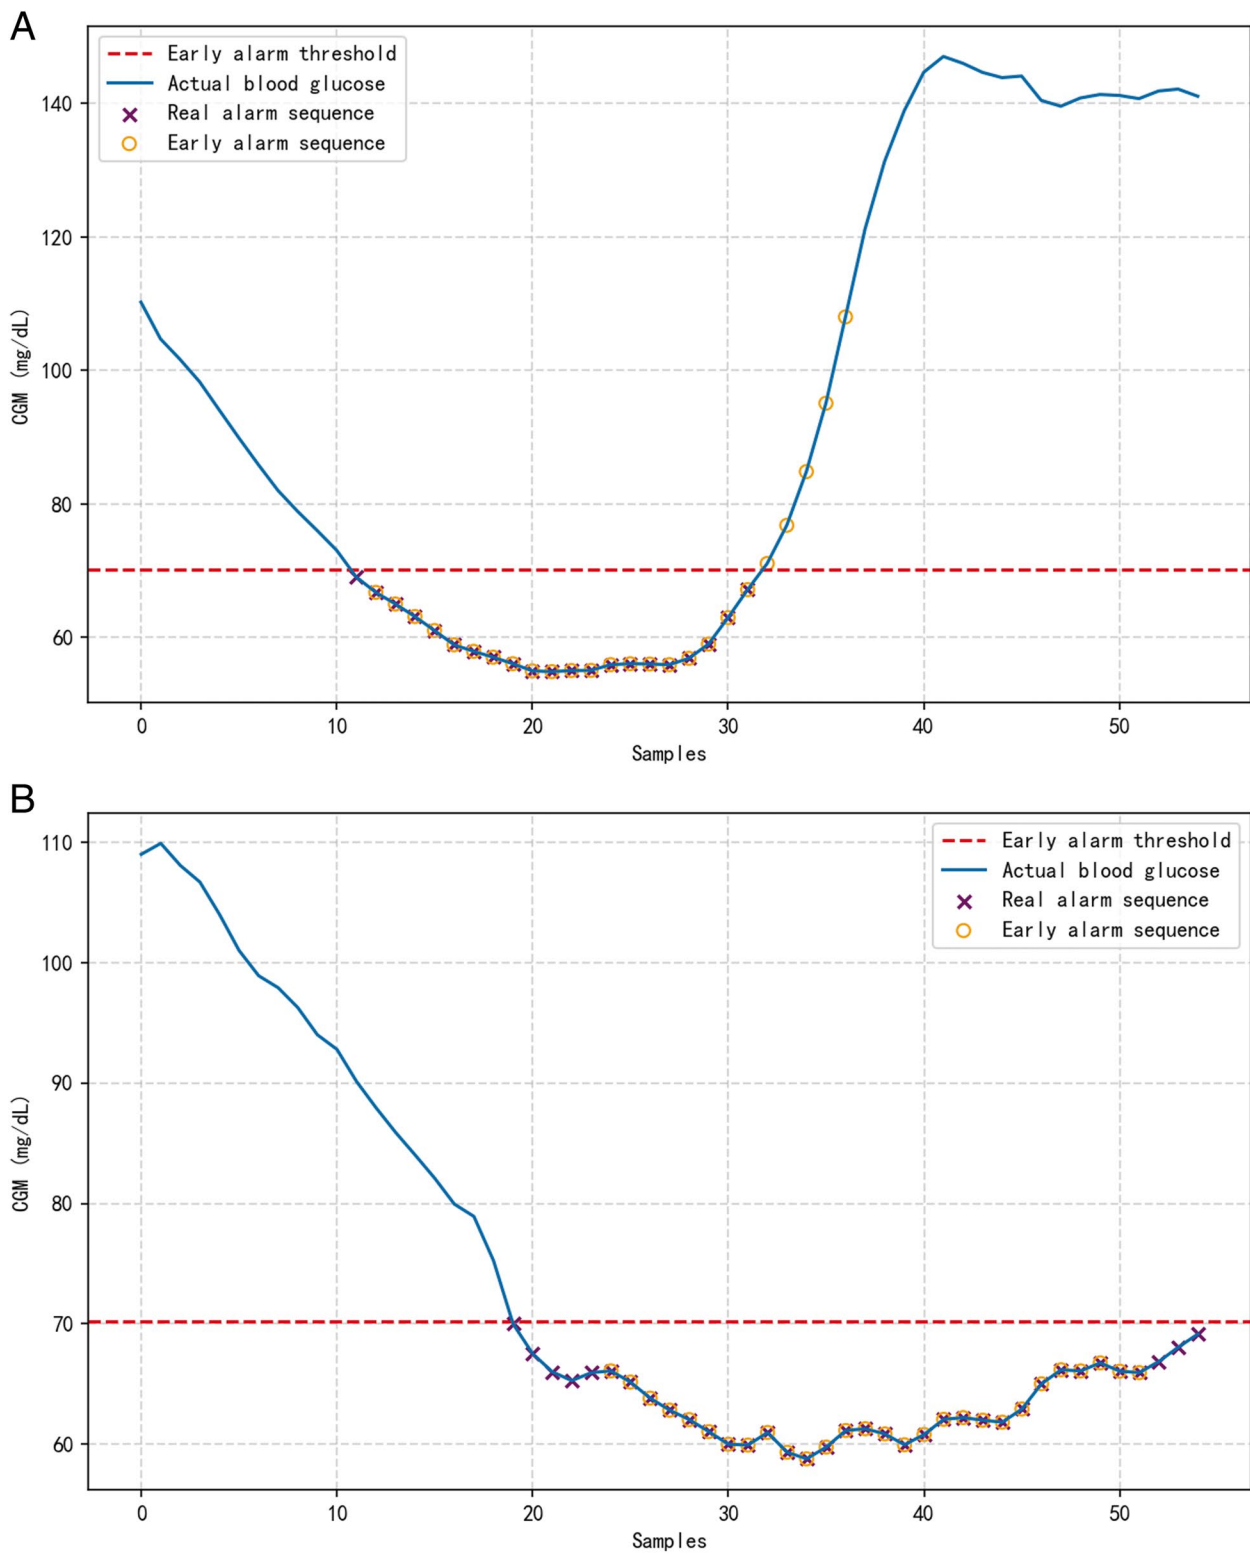 A
Early alarm threshold
Actual blood glucose
Real alarm sequence
Early alarm sequence
140
120
100
80
60
CGM (mg/dL)
0 10 20 30 40 50
Samples
B
Early alarm threshold
Actual blood glucose
Real alarm sequence
Early alarm sequence
110
100
90
80
70
60
CGM (mg/dL)
0 10 20 30 40 50
Samples